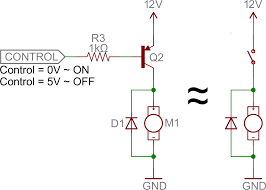 12V
12V
R3
1kΩ
CONTROL
Q2
Control = 0V ~ ON
Control = 5V ~ OFF
≈
D1
M1
GND
GND